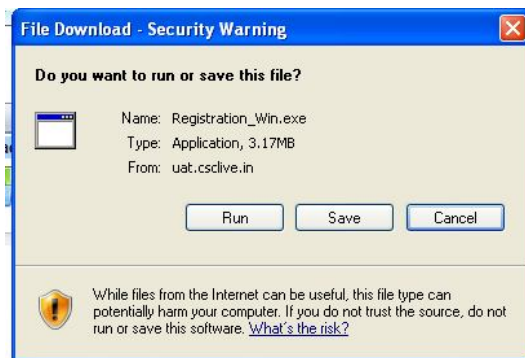 File Download - Security Warning
Do you want to run or save this file?
Name: Registration_Win.exe
Type: Application, 3.17MB
From: uat.csclive.in
Run Save Cancel
While files from the Internet can be useful, this file type can
potentially harm your computer. If you do not trust the source, do not
run or save this software. What's the risk?